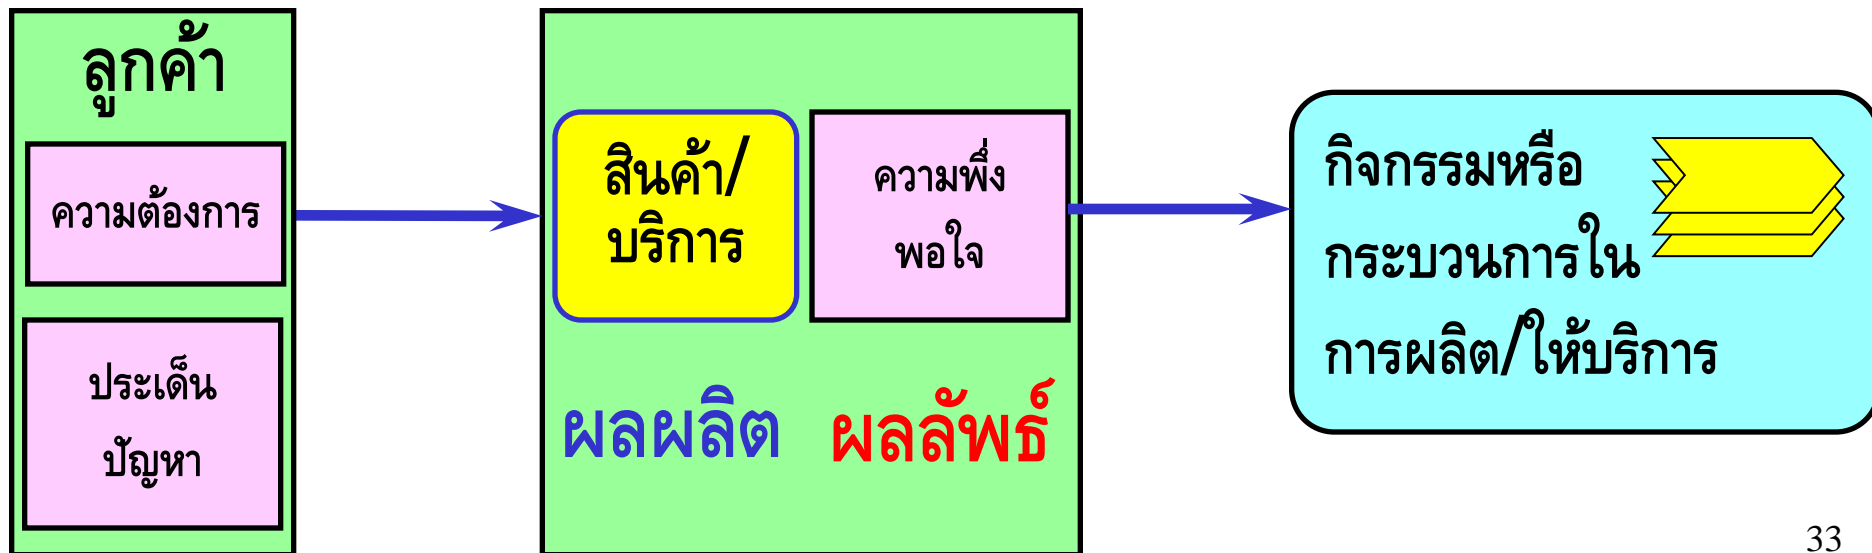 ลูกค้า
ความต้องการ
ประเด็น
ปัญหา
สินค้า/
บริการ
ความพึ่ง
พอใจ
ผลผลิต
ผลลัพธ์
กิจกรรมหรือ
กระบวนการใน
การผลิต/ให้บริการ
33